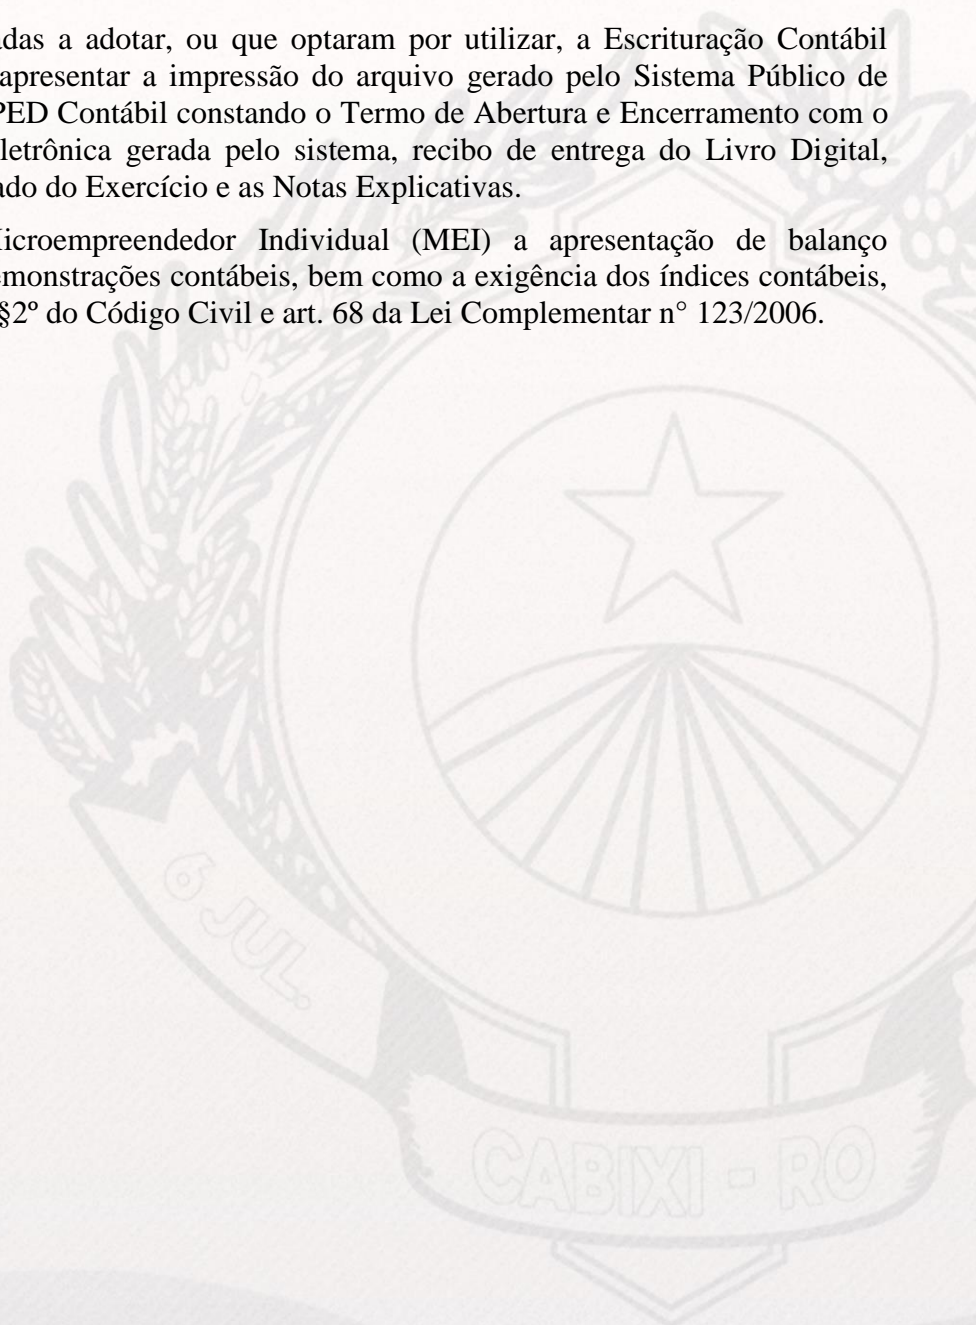 adas a adotar, ou que optaram por utilizar, a Escrituração Contábil
apresentar a impressão do arquivo gerado pelo Sistema Público de
PED Contábil constando o Termo de Abertura e Encerramento com o
letrônica gerada pelo sistema, recibo de entrega do Livro Digital,
ado do Exercício e as Notas Explicativas.
icroempreendedor Individual (MEI) a apresentação de balanço
monstrações contábeis, bem como a exigência dos índices contábeis,
§2º do Código Civil e art. 68 da Lei Complementar n° 123/2006.
6 JUL.
CABIXI - RO